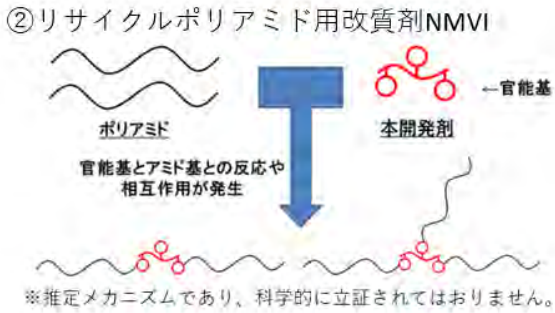 ②リサイクルポリアミド用改質剤NMVI
ポリアミド
本開発剤
←官能基
官能基とアミド基との反応や
相互作用が発生
※推定メカニズムであり、科学的に立証されてはおりません。